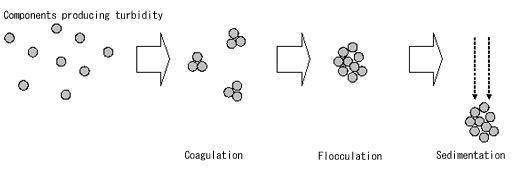 Components producing turbidity
Coagulation
Flocculation
Sedimentation